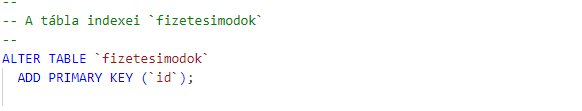 --
-- A tábla indexei `fizetesimodok`
--
ALTER TABLE `fizetesimodok`
  ADD PRIMARY KEY (`id`);